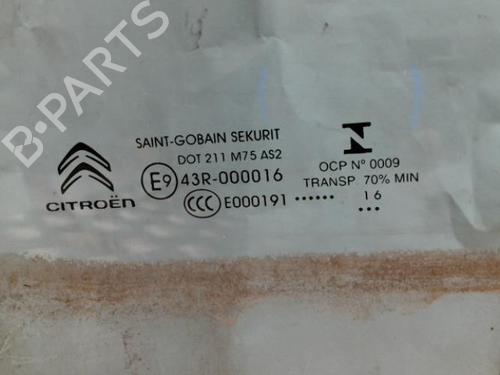 B-PARTS
SAINT-GOBAIN SEKURIT
DOT 211 M75 AS2
E9 43R-000016
CCC E000191
CITROËN
N
OCP Nº 0009
TRANSP 70% MIN
...... 16
...